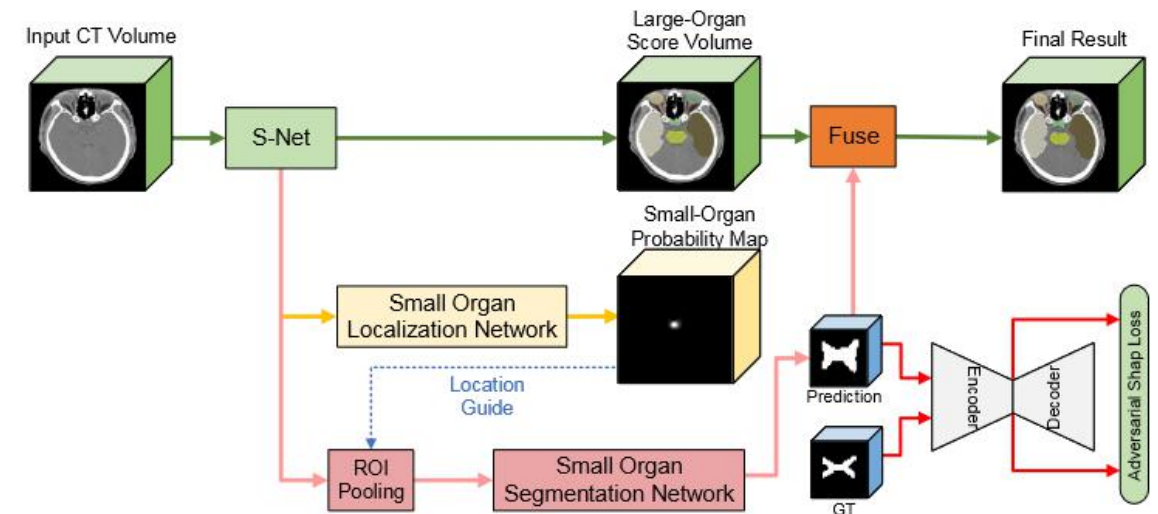 Input CT Volume
Large-Organ
Score Volume
Final Result
S-Net
Fuse
Small-Organ
Probability Map
Small Organ
Localization Network
Location
Guide
Prediction
Encoder
Decoder
Adversarial Shap Loss
ROI
Pooling
Small Organ
Segmentation Network
GT